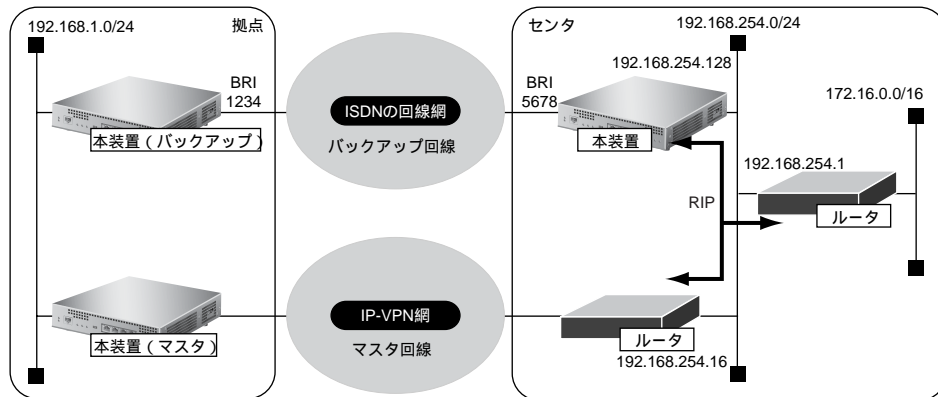 192.168.1.0/24
拠点
BRI
1234
本装置（バックアップ）
本装置（マスタ）
ISDNの回線網
バックアップ回線
IP-VPN網
マスタ回線
センタ
192.168.254.0/24
192.168.254.128
BRI
5678
本装置
172.16.0.0/16
192.168.254.1
RIP
ルータ
ルータ
192.168.254.16